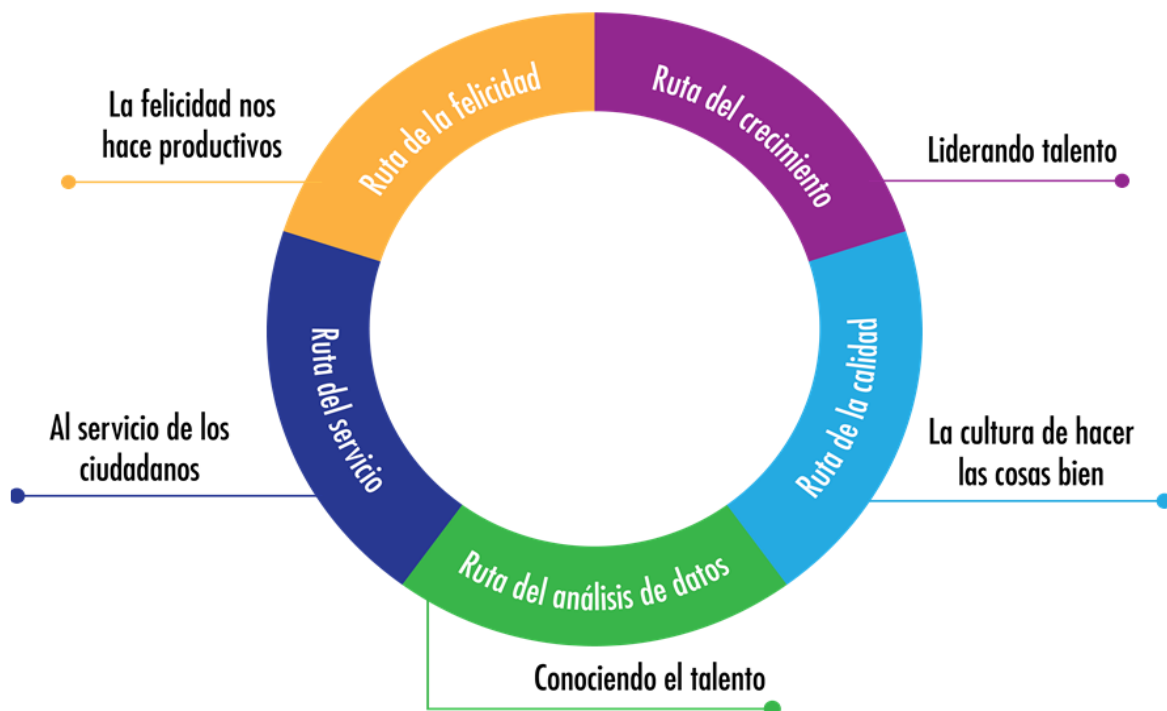 La felicidad nos
hace productivos
Ruta de la felicidad
Ruta del crecimiento
Liderando talento
Al servicio de los
ciudadanos
Ruta del servicio
Ruta de la calidad
La cultura de hacer
las cosas bien
Ruta del análisis de datos
Conociendo el talento